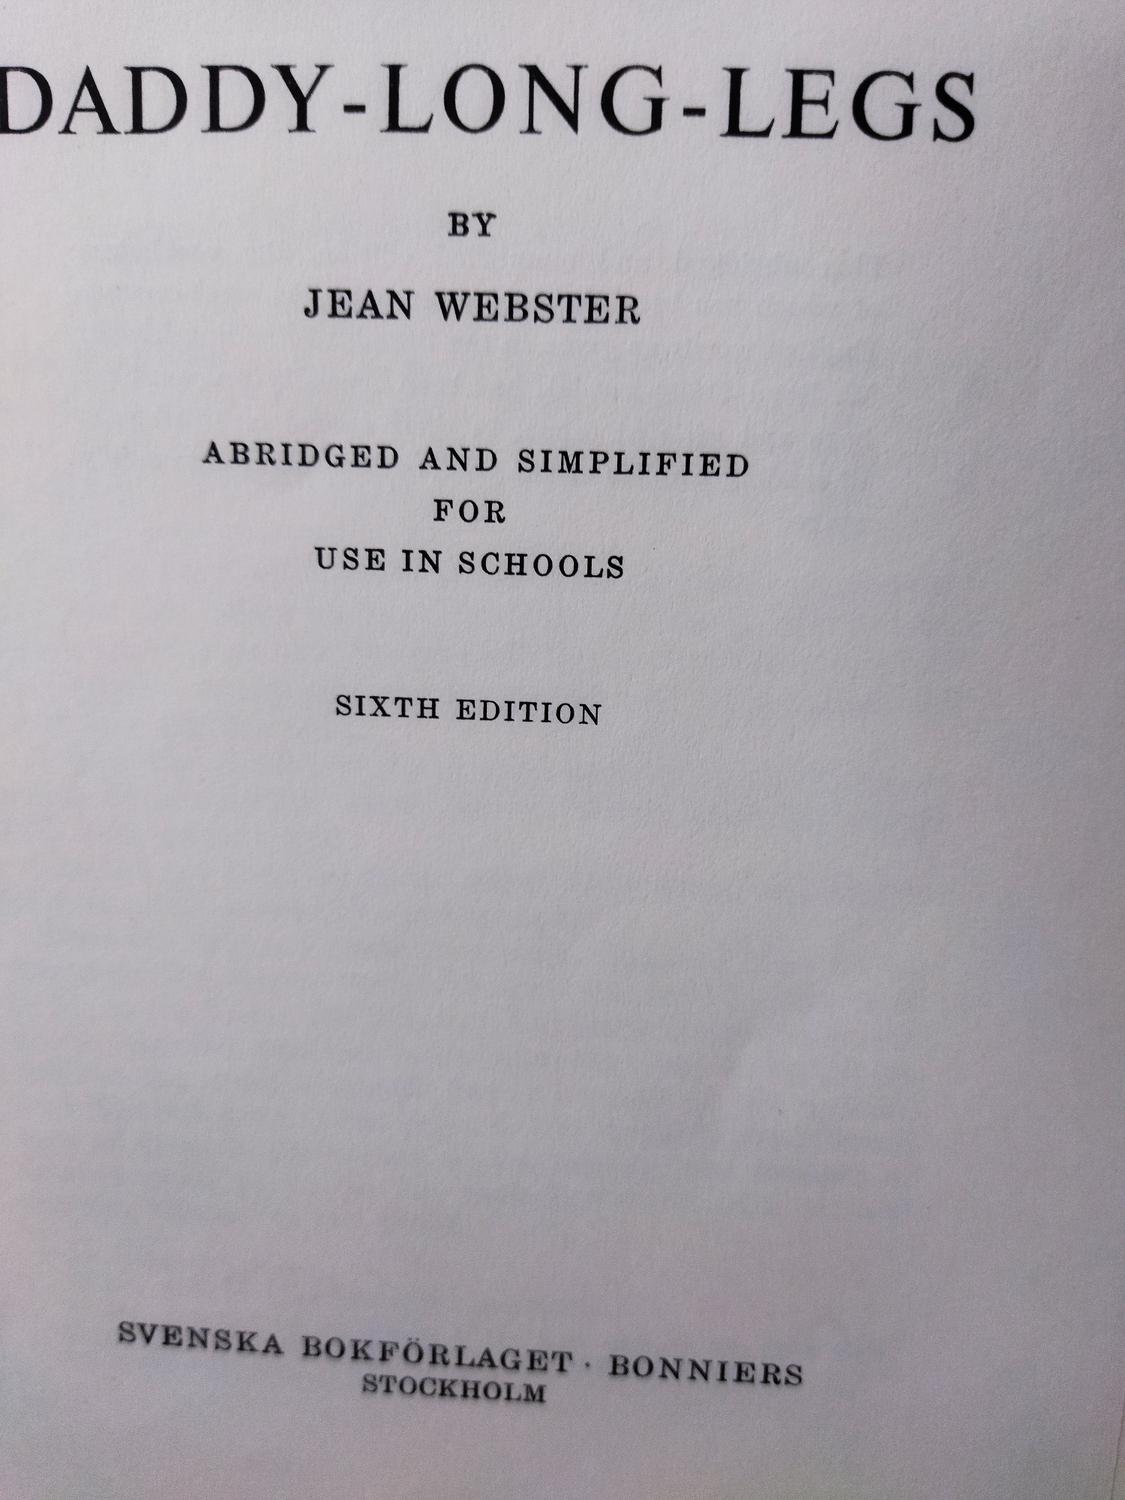 DADDY-LONG-LEGS
BY
JEAN WEBSTER
ABRIDGED AND SIMPLIFIED
FOR
USE IN SCHOOLS
SIXTH EDITION
SVENSKA BOKFÖRLAGET · BONNIERS
STOCKHOLM